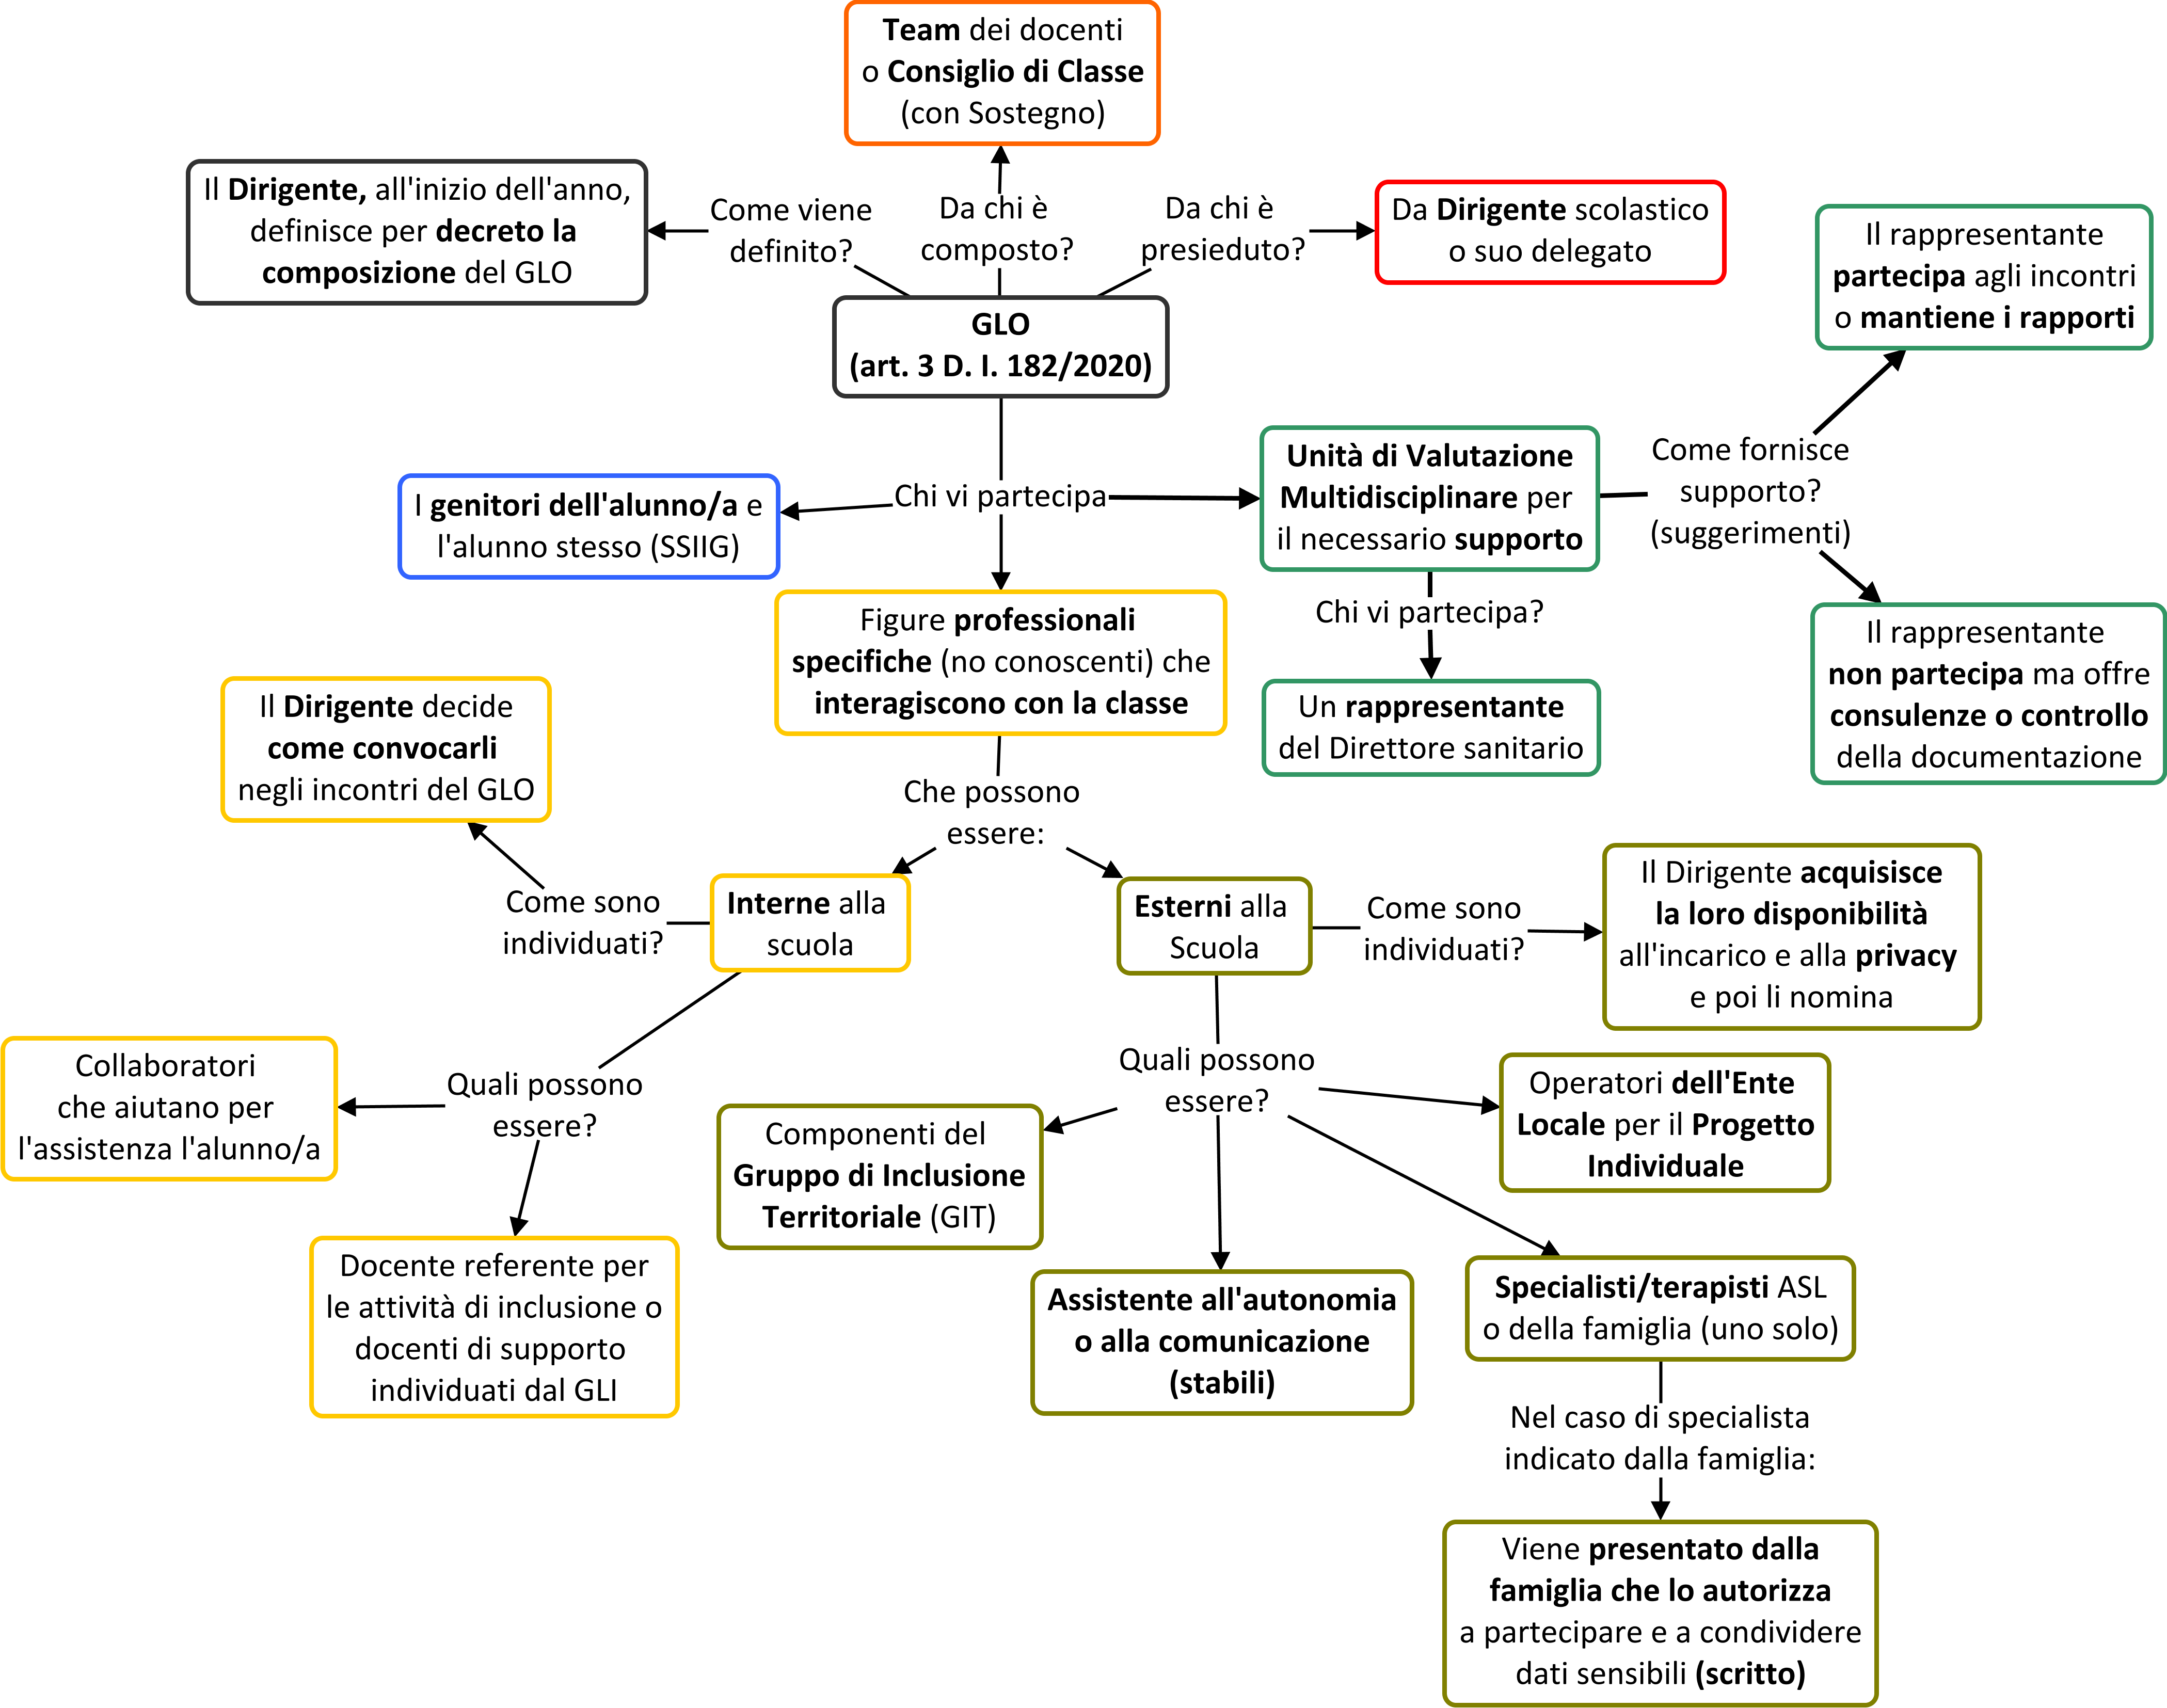 Team dei docenti
o Consiglio di Classe
(con Sostegno)
Il Dirigente, all'inizio dell'anno,
definisce per decreto la
composizione del GLO
Come viene
definito?
Da chi è
composto?
Da chi è
presieduto?
Da Dirigente scolastico
o suo delegato
Il rappresentante
partecipa agli incontri
o mantiene i rapporti
GLO
(art. 3 D. I. 182/2020)
I genitori dell'alunno/a e
l'alunno stesso (SSIIG)
Chi vi partecipa
Unità di Valutazione
Multidisciplinare per
il necessario supporto
Come fornisce
supporto?
(suggerimenti)
Chi vi partecipa?
Un rappresentante
del Direttore sanitario
Il rappresentante
non partecipa ma offre
consulenze o controllo
della documentazione
Figure professionali
specifiche (no conoscenti) che
interagiscono con la classe
Il Dirigente decide
come convocarli
negli incontri del GLO
Che possono
essere:
Come sono
individuati?
Interne alla
scuola
Esterni alla
Scuola
Come sono
individuati?
Il Dirigente acquisisce
la loro disponibilità
all'incarico e alla privacy
e poi li nomina
Collaboratori
che aiutano per
l'assistenza l'alunno/a
Quali possono
essere?
Docente referente per
le attività di inclusione o
docenti di supporto
individuati dal GLI
Quali possono
essere?
Componenti del
Gruppo di Inclusione
Territoriale (GIT)
Assistente all'autonomia
o alla comunicazione
(stabili)
Operatori dell'Ente
Locale per il Progetto
Individuale
Specialisti/terapisti ASL
o della famiglia (uno solo)
Nel caso di specialista
indicato dalla famiglia:
Viene presentato dalla
famiglia che lo autorizza
a partecipare e a condividere
dati sensibili (scritto)